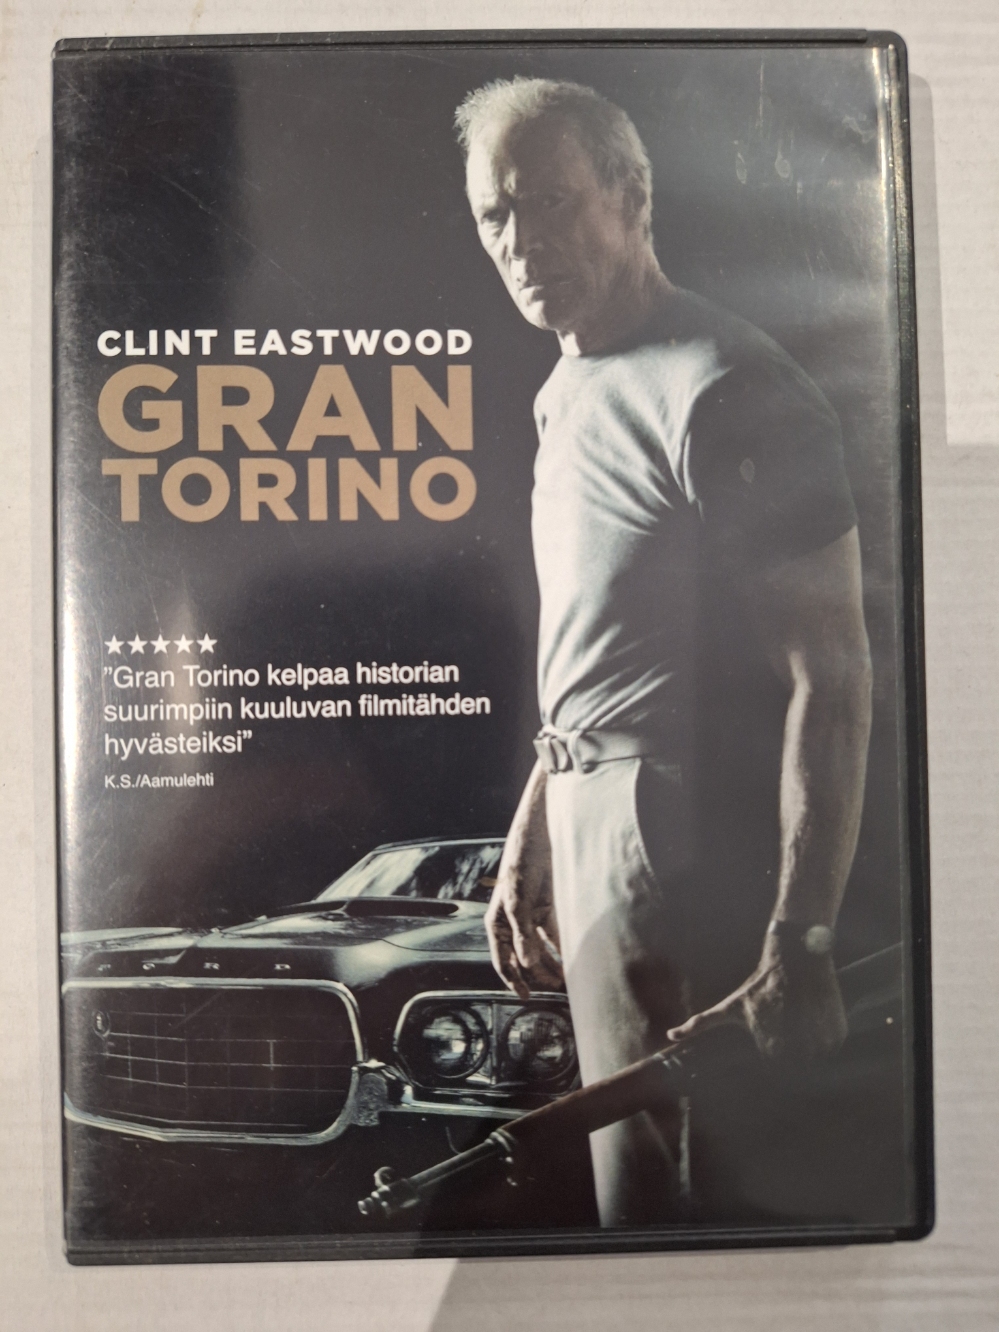 CLINT EASTWOOD
GRAN
TORINO
★★★★★
"Gran Torino kelpaa historian
suurimpiin kuuluvan filmitähden
hyvästeiksi"
K.S./Aamulehti
FORD